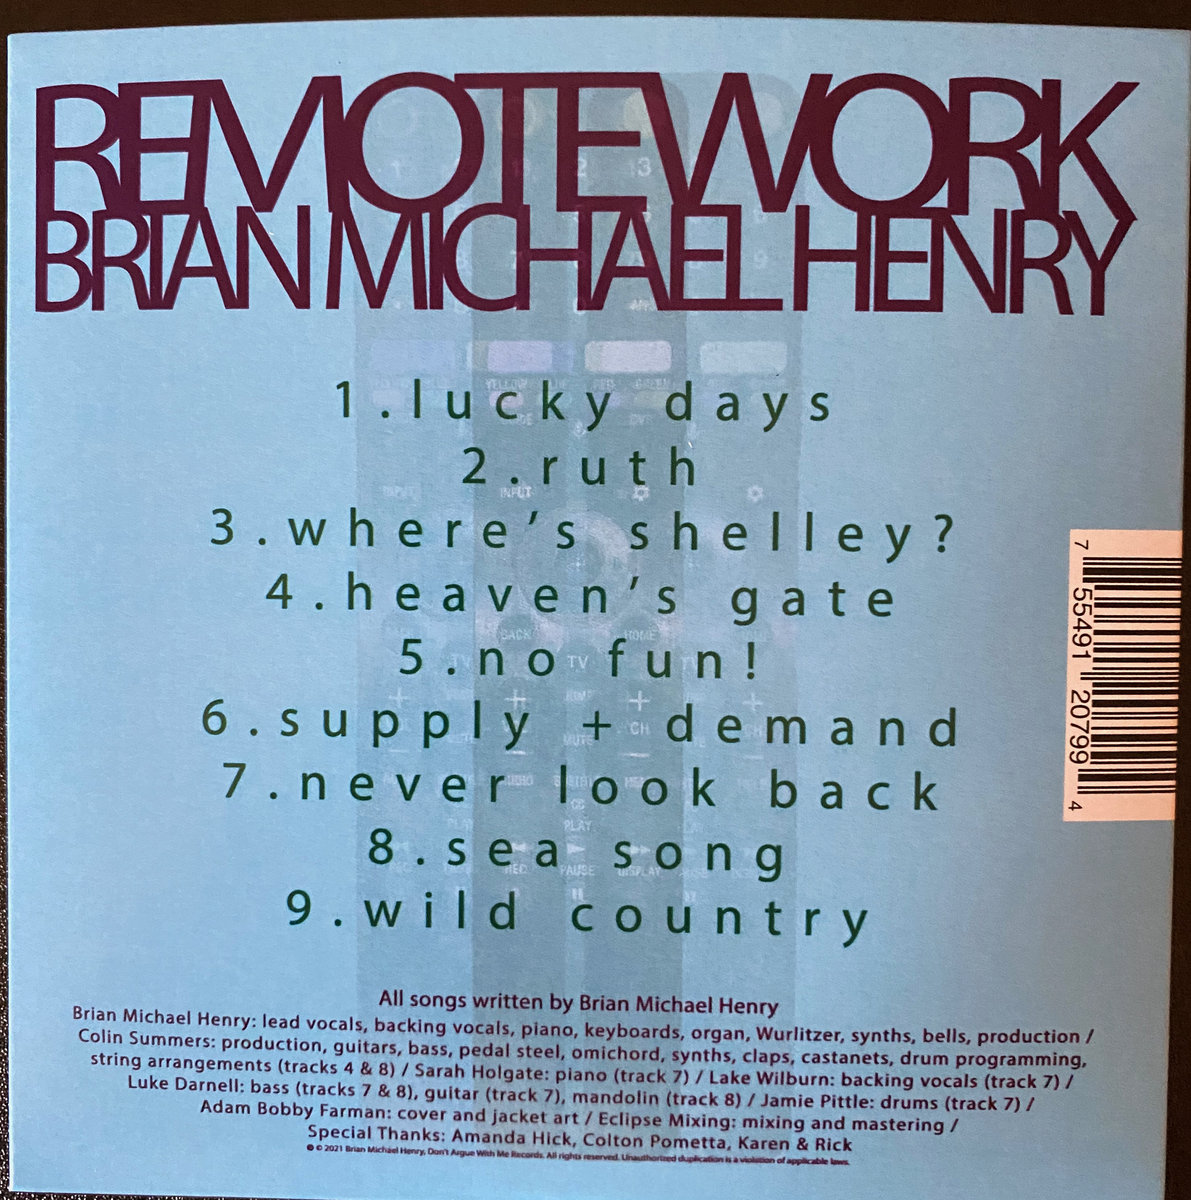 REMOTEWORK
BRIAN MICHAEL HENRY
1. lucky days
2. ruth
3. where's shelley?
4. heaven's gate
5. no fun!
6. supply + demand
7. never look back
8. sea song
9. wild country
7 55491 20799 4
All songs written by Brian Michael Henry
Brian Michael Henry: lead vocals, backing vocals, piano, keyboards, organ, Wurlitzer, synths, bells, production /
Colin Summers: production, guitars, bass, pedal steel, omichord, synths, claps, castanets, drum programming,
string arrangements (tracks 4 & 8) / Sarah Holgate: piano (track 7) / Lake Wilburn: backing vocals (track 7) /
Luke Darnell: bass (tracks 7 & 8), guitar (track 7), mandolin (track 8) / Jamie Pittle: drums (track 7) /
Adam Bobby Farman: cover and jacket art / Eclipse Mixing: mixing and mastering /
Special Thanks: Amanda Hick, Colton Pometta, Karen & Rick
℗ © 2021 Brian Michael Henry, Don't Argue With Me Records. All rights reserved. Unauthorized duplication is a violation of applicable laws.